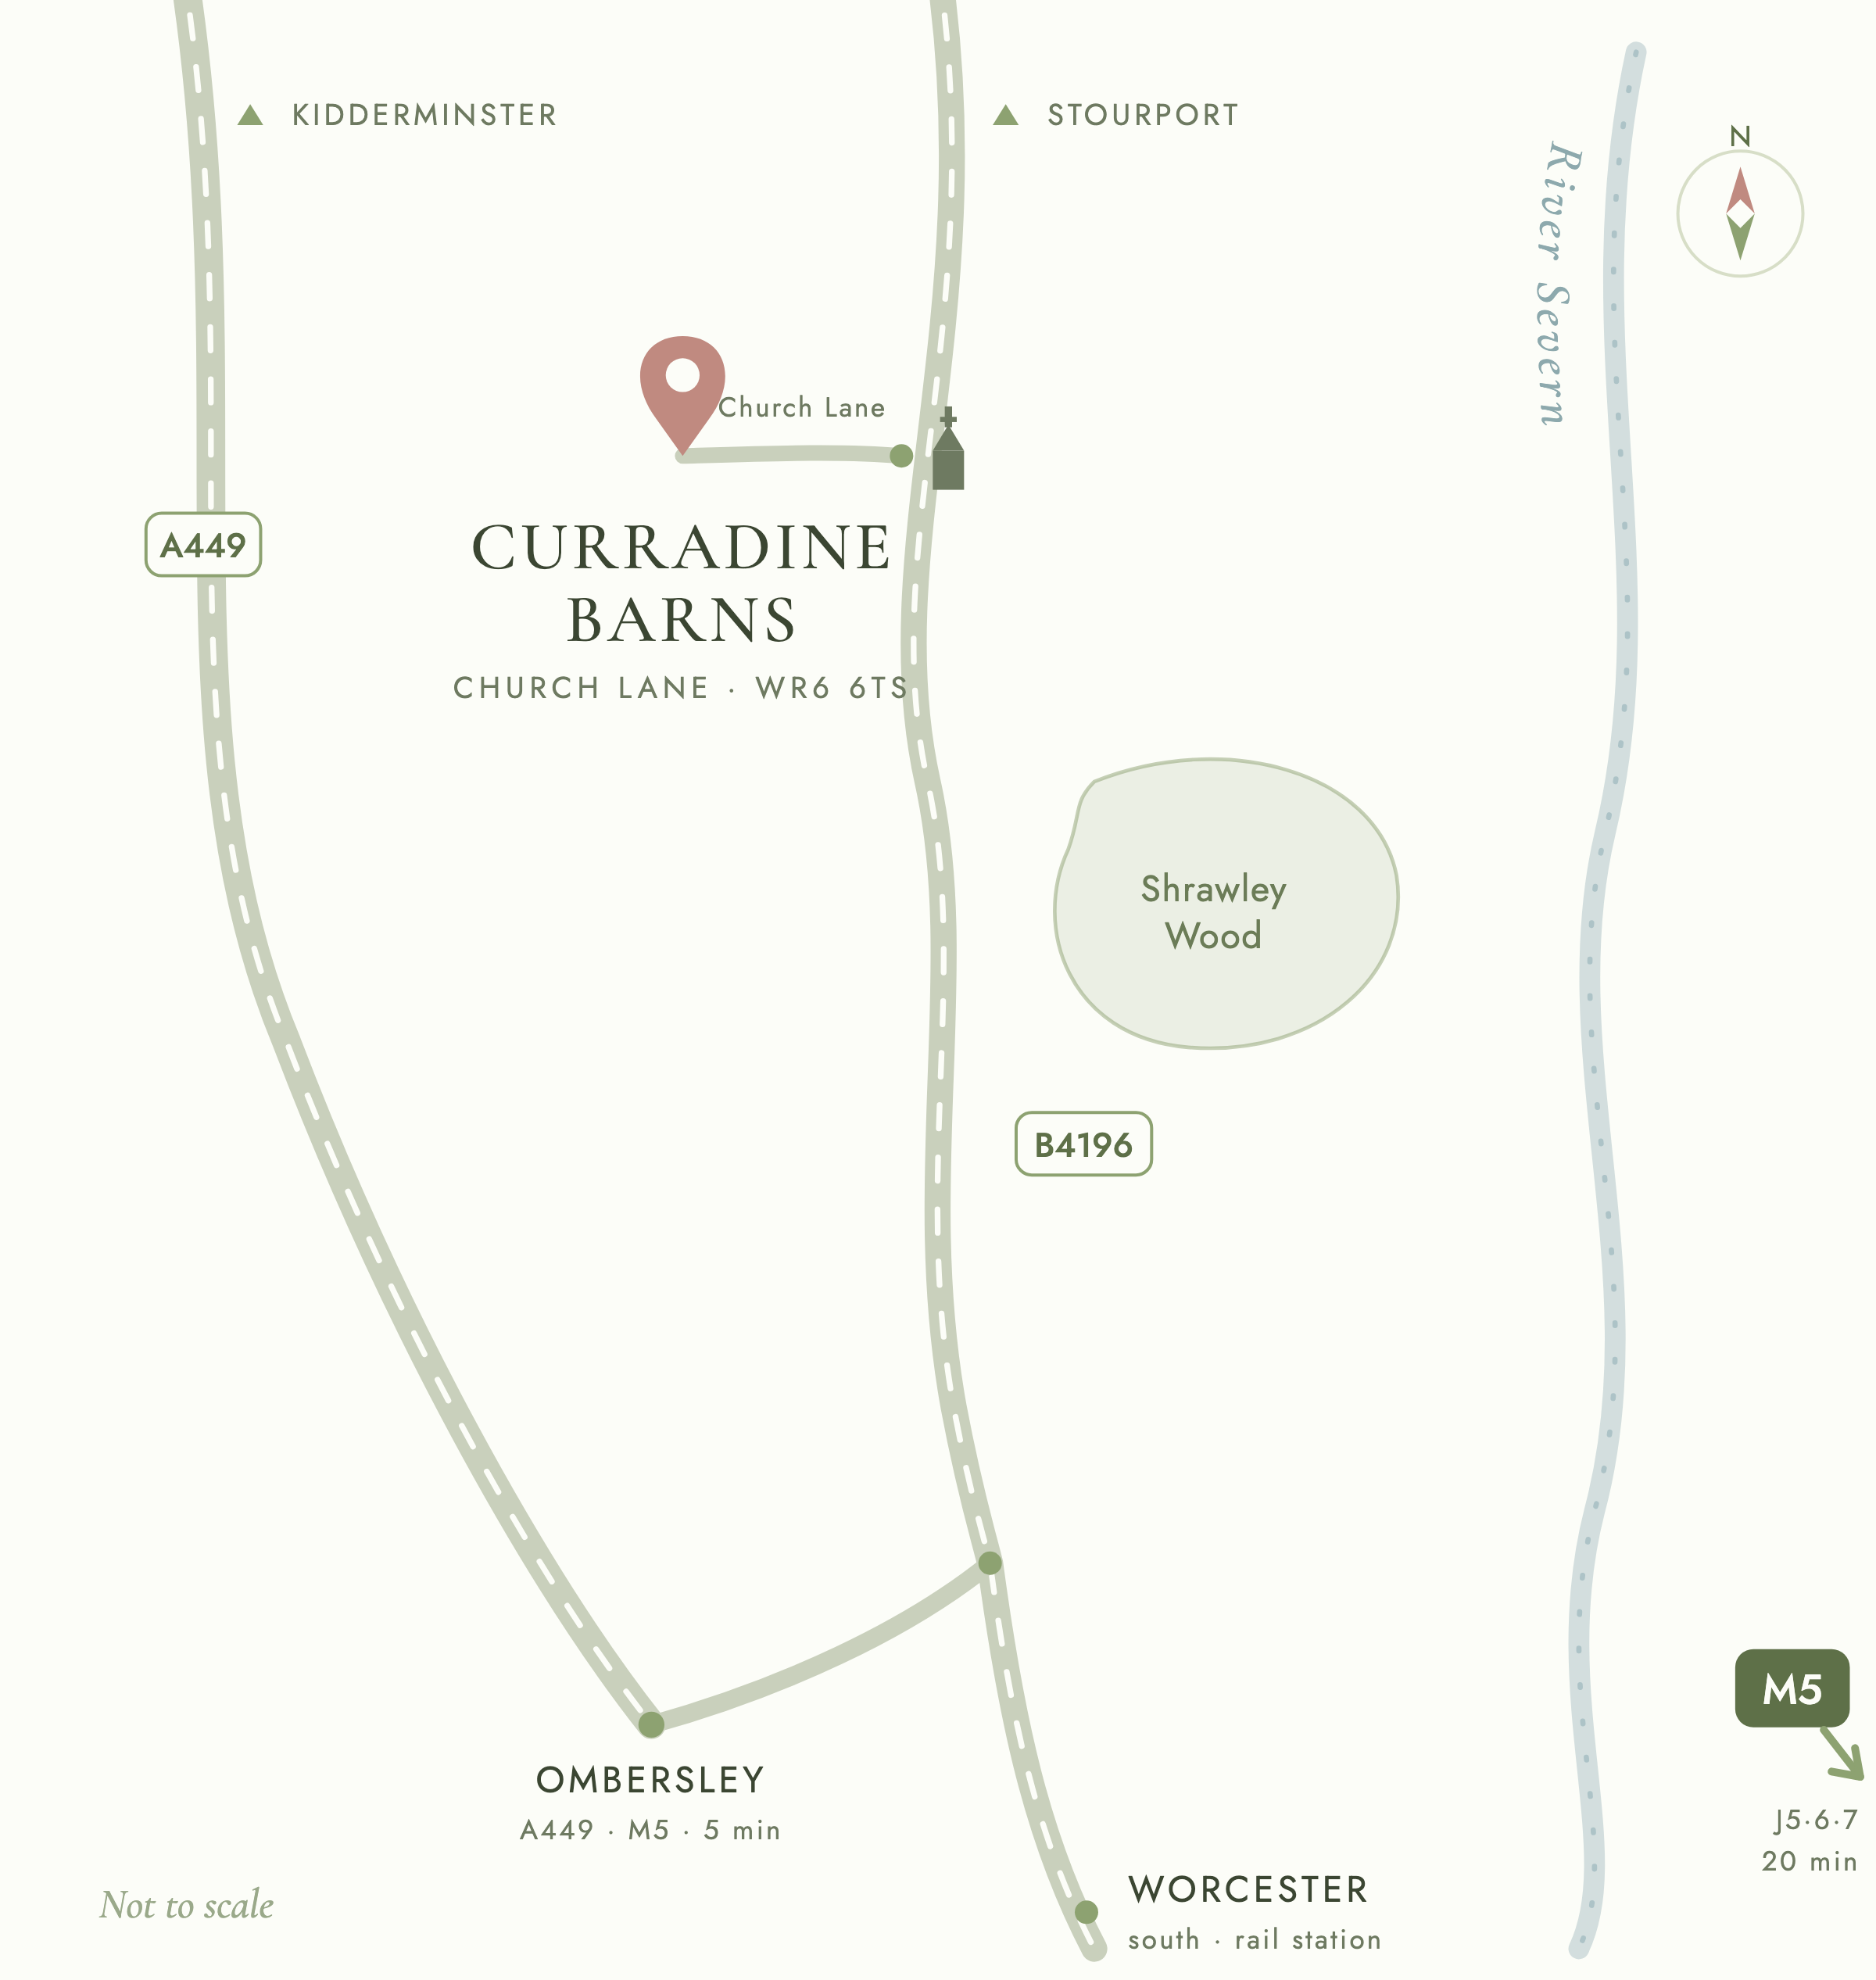 KIDDERMINSTER
STOURPORT
N
River Severn
Church Lane
A449
CURRADINE
BARNS
CHURCH LANE · WR6 6TS
Shrawley
Wood
B4196
M5
OMBERSLEY
A449 · M5 · 5 min
J5·6·7
20 min
WORCESTER
south · rail station
Not to scale